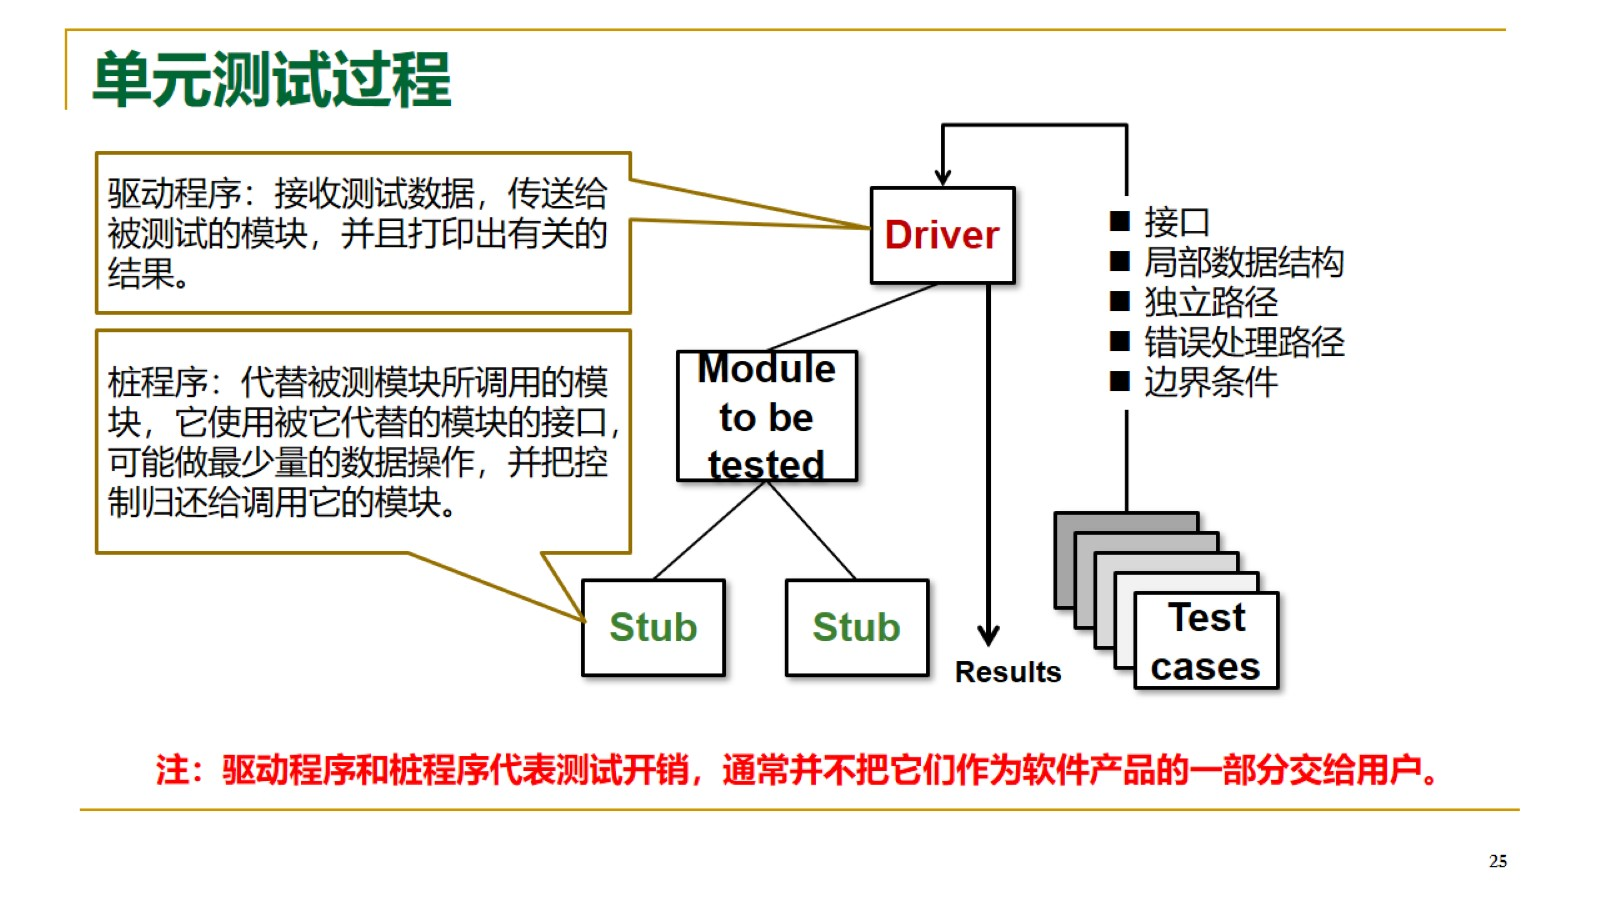 单元测试过程
驱动程序：接收测试数据，传送给
被测试的模块，并且打印出有关的
结果。
桩程序：代替被测模块所调用的模
块，它使用被它代替的模块的接口，
可能做最少量的数据操作，并把控
制归还给调用它的模块。
Driver
Module
to be
tested
Stub
Stub
Results
■ 接口
■ 局部数据结构
■ 独立路径
■ 错误处理路径
■ 边界条件
Test
cases
注：驱动程序和桩程序代表测试开销，通常并不把它们作为软件产品的一部分交给用户。
25